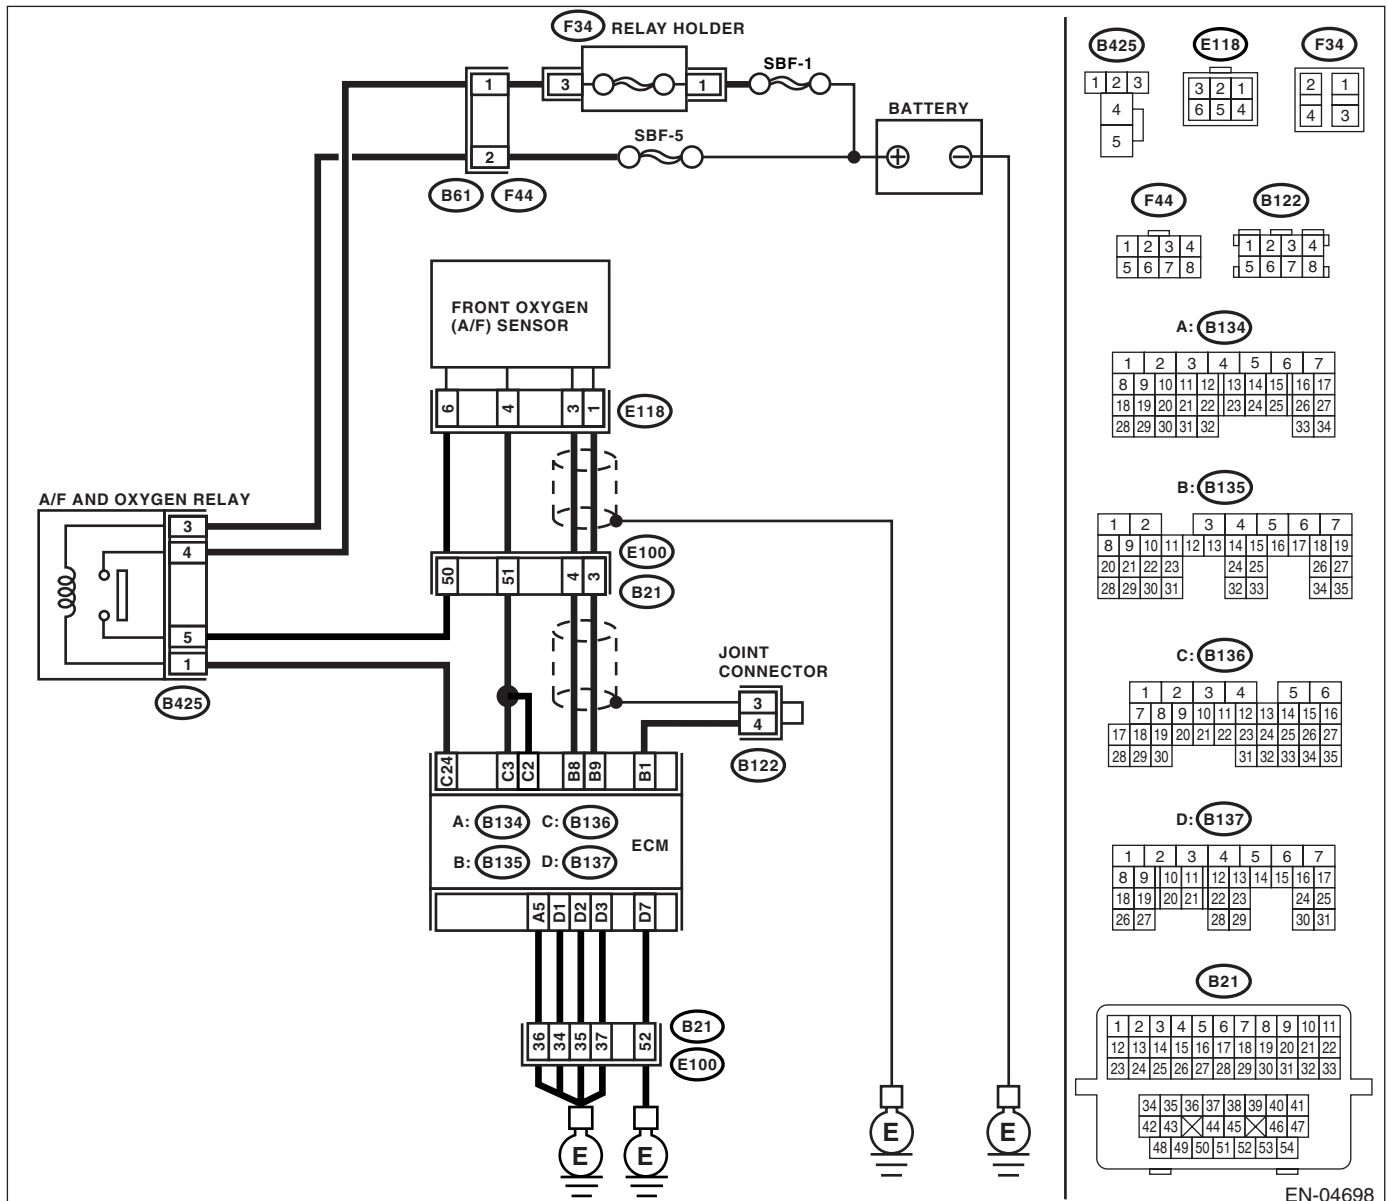 F34 RELAY HOLDER
SBF-1
1
3
1
BATTERY
SBF-5
2
B61
F44
FRONT OXYGEN
(A/F) SENSOR
6
4
3
1
E118
A/F AND OXYGEN RELAY
3
4
5
1
B425
50
51
4
3
E100
B21
JOINT
CONNECTOR
3
4
B122
C24
C3
C2
B8
B9
B1
A: B134 C: B136
B: B135 D: B137
ECM
A5
D1
D2
D3
D7
36
34
35
37
52
B21
E100
E
E
E
E
B425
1 2 3
4
5
E118
3 2 1
6 5 4
F34
2 1
4 3
F44
1 2 3 4
5 6 7 8
B122
1 2 3 4
5 6 7 8
A: B134
1 2 3 4 5 6 7
8 9 10 11 12 13 14 15 16 17
18 19 20 21 22 23 24 25 26 27
28 29 30 31 32 33 34
B: B135
1 2 3 4 5 6 7
8 9 10 11 12 13 14 15 16 17 18 19
20 21 22 23 24 25 26 27
28 29 30 31 32 33 34 35
C: B136
1 2 3 4 5 6
7 8 9 10 11 12 13 14 15 16
17 18 19 20 21 22 23 24 25 26 27
28 29 30 31 32 33 34 35
D: B137
1 2 3 4 5 6 7
8 9 10 11 12 13 14 15 16 17
18 19 20 21 22 23 24 25
26 27 28 29 30 31
B21
1 2 3 4 5 6 7 8 9 10 11
12 13 14 15 16 17 18 19 20 21 22
23 24 25 26 27 28 29 30 31 32 33
34 35 36 37 38 39 40 41
42 43 44 45 46 47
48 49 50 51 52 53 54
EN-04698